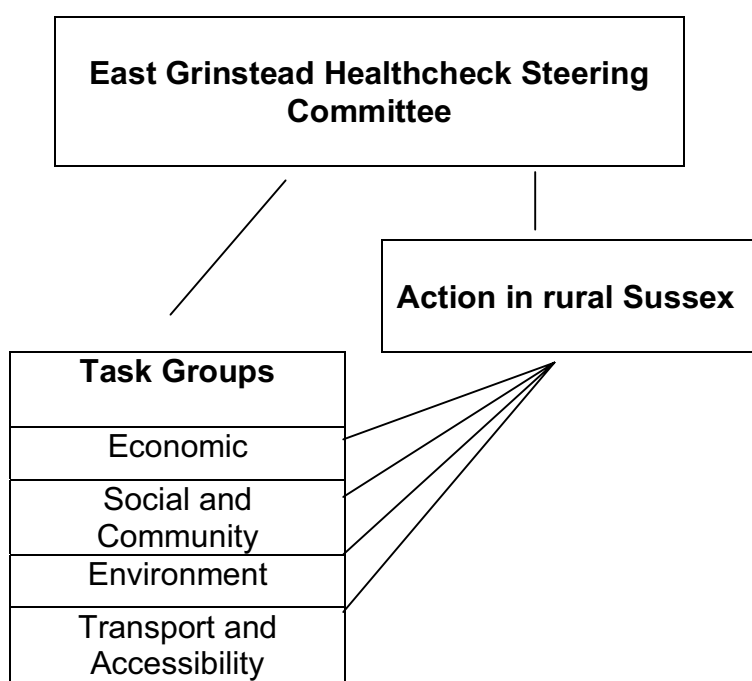 East Grinstead Healthcheck Steering
Committee
Action in rural Sussex
Task Groups
Economic
Social and
Community
Environment
Transport and
Accessibility